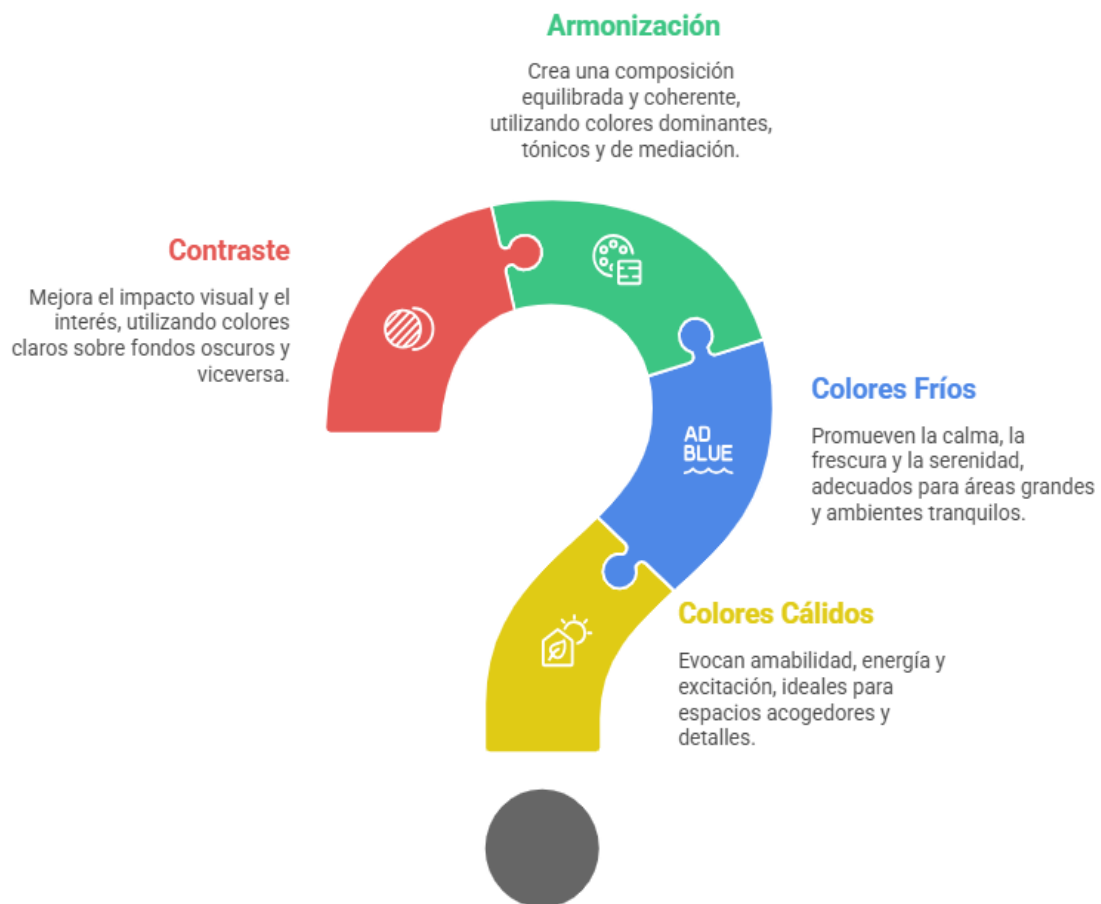 Armonización
Crea una composición
equilibrada y coherente,
utilizando colores dominantes,
tónicos y de mediación.
Contraste
Mejora el impacto visual y el
interés, utilizando colores
claros sobre fondos oscuros y
viceversa.
Colores Fríos
Promueven la calma, la
frescura y la serenidad,
adecuados para áreas grandes
y ambientes tranquilos.
AD
BLUE
Colores Cálidos
Evocan amabilidad, energía y
excitación, ideales para
espacios acogedores y
detalles.